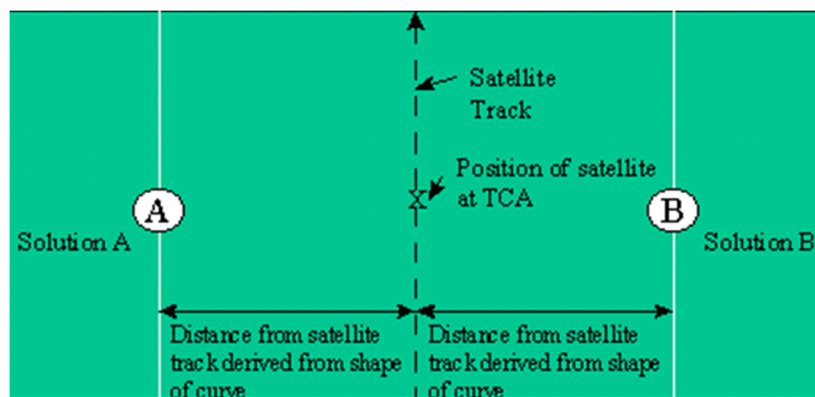 Satellite
Track
Position of satellite
at TCA
A
B
Solution A
Solution B
Distance from satellite
track derived from shape
of curve
Distance from satellite
track derived from shape
of curve